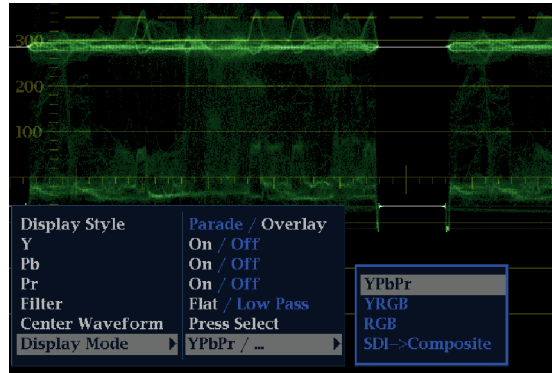 300
200
100
Display Style Parade / Overlay
Y On / Off
Pb On / Off
Pr On / Off
Filter Flat / Low Pass
Center Waveform Press Select
Display Mode YPbPr / ...
YPbPr
YRGB
RGB
SDI->Composite